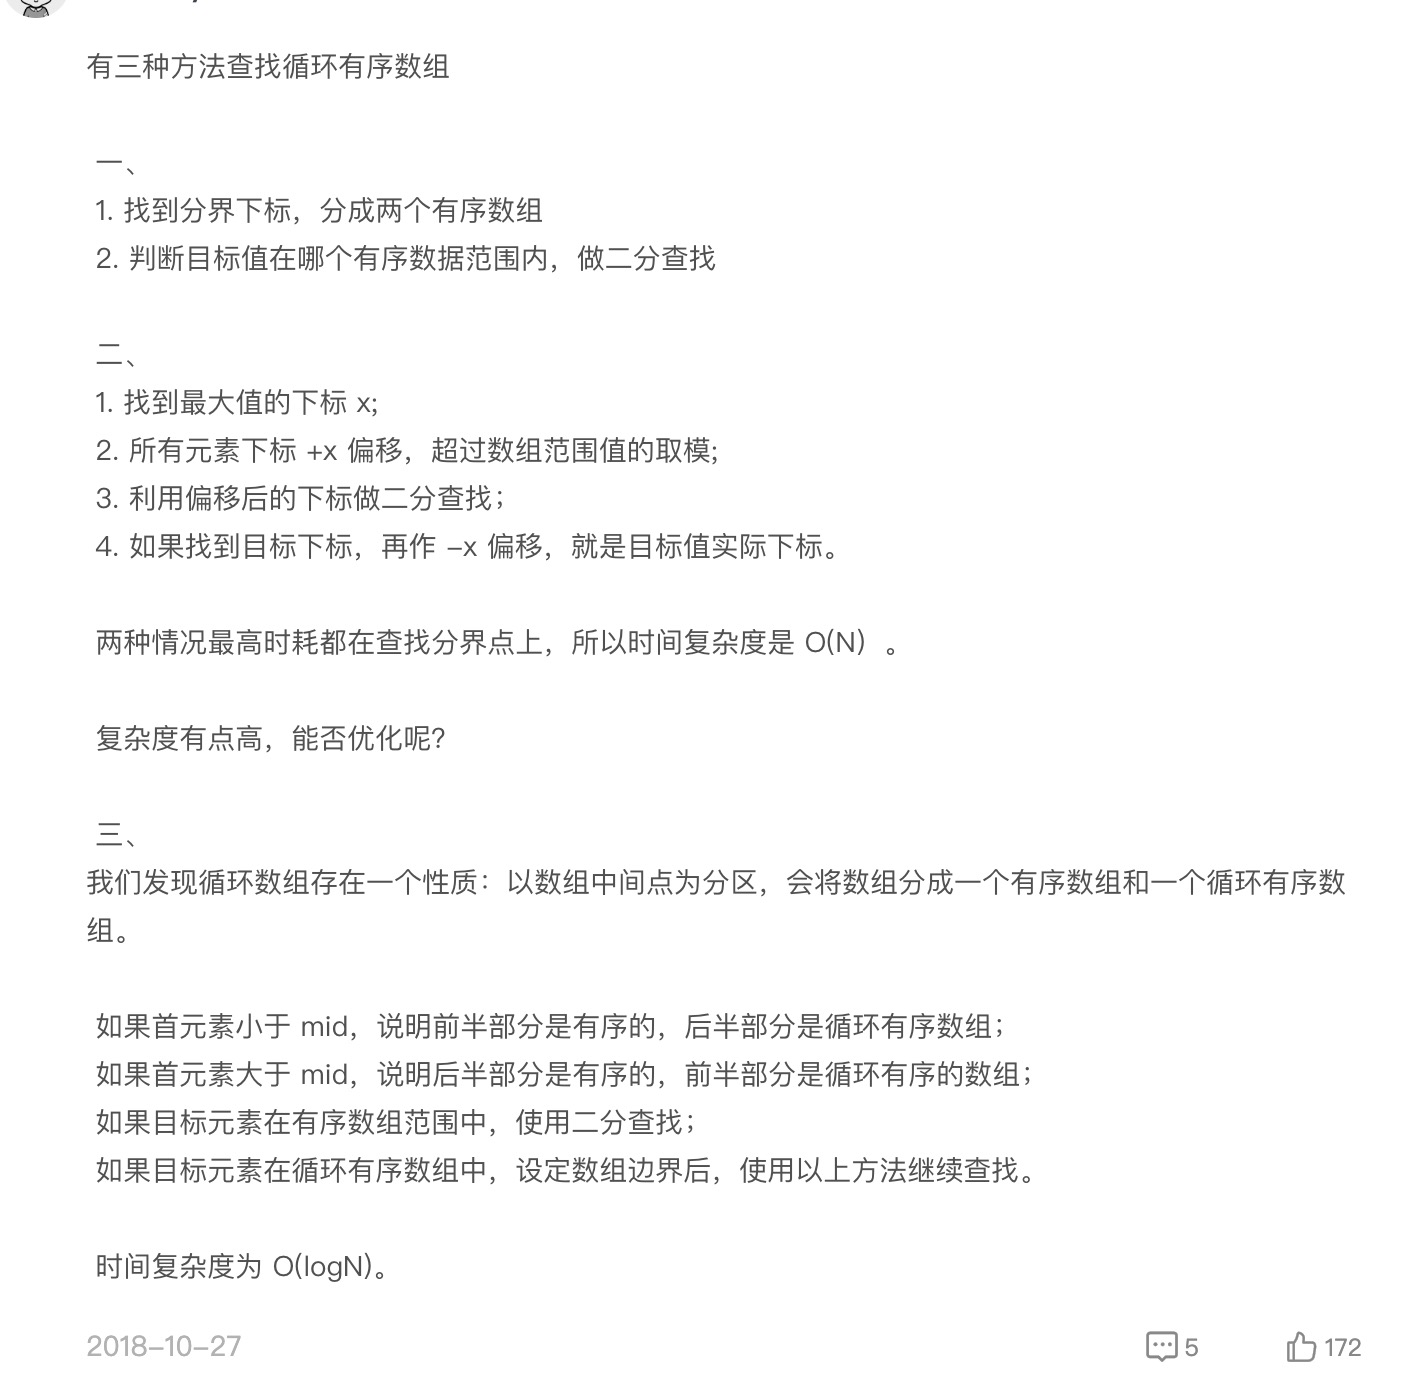 有三种方法查找循环有序数组
一、
1. 找到分界下标，分成两个有序数组
2. 判断目标值在哪个有序数据范围内，做二分查找
二、
1. 找到最大值的下标 x;
2. 所有元素下标 +x 偏移，超过数组范围值的取模;
3. 利用偏移后的下标做二分查找；
4. 如果找到目标下标，再作 -x 偏移，就是目标值实际下标。
两种情况最高时耗都在查找分界点上，所以时间复杂度是 O(N) 。
复杂度有点高，能否优化呢？
三、
我们发现循环数组存在一个性质：以数组中间点为分区，会将数组分成一个有序数组和一个循环有序数
组。
如果首元素小于 mid，说明前半部分是有序的，后半部分是循环有序数组；
如果首元素大于 mid，说明后半部分是有序的，前半部分是循环有序的数组；
如果目标元素在有序数组范围中，使用二分查找；
如果目标元素在循环有序数组中，设定数组边界后，使用以上方法继续查找。
时间复杂度为 O(logN)。
2018-10-27 5 172